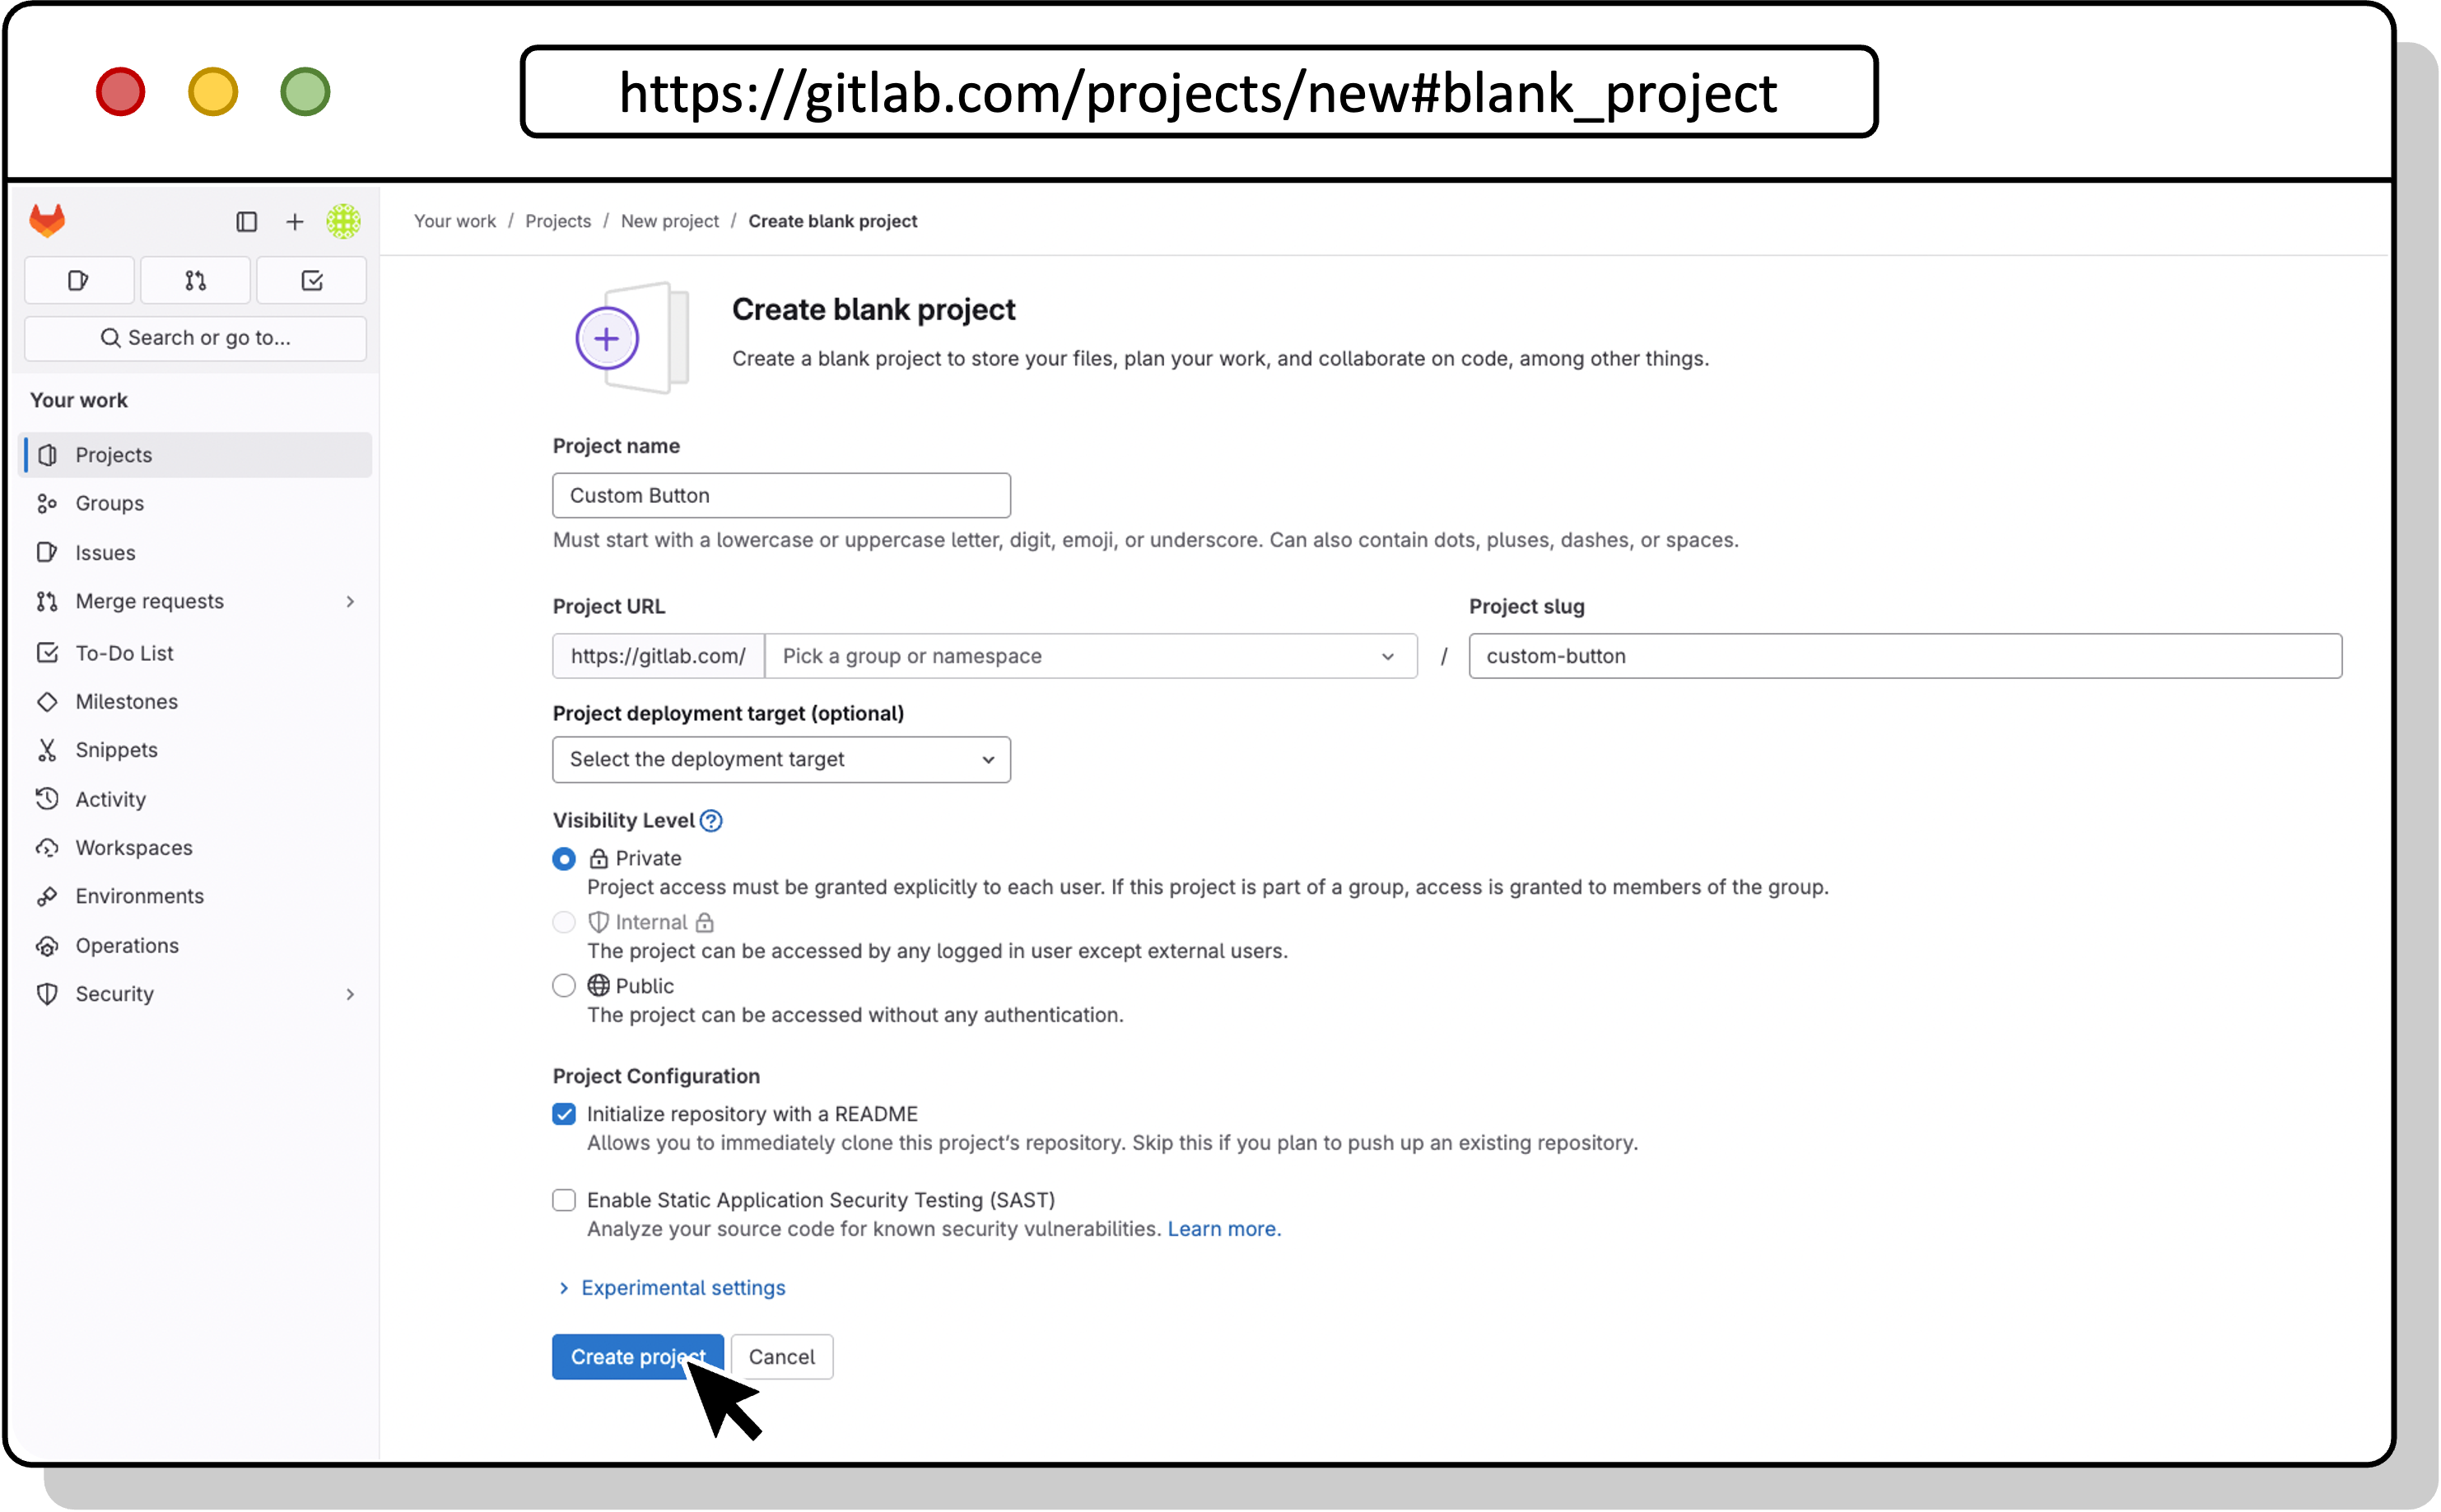 https://gitlab.com/projects/new#blank_project
Your work / Projects / New project / Create blank project
Search or go to...
Your work
Projects
Groups
Issues
Merge requests
To-Do List
Milestones
Snippets
Activity
Workspaces
Environments
Operations
Security
Create blank project
Create a blank project to store your files, plan your work, and collaborate on code, among other things.
Project name
Custom Button
Must start with a lowercase or uppercase letter, digit, emoji, or underscore. Can also contain dots, pluses, dashes, or spaces.
Project URL
https://gitlab.com/ Pick a group or namespace
/
Project slug
custom-button
Project deployment target (optional)
Select the deployment target
Visibility Level ?
Private
Project access must be granted explicitly to each user. If this project is part of a group, access is granted to members of the group.
Internal
The project can be accessed by any logged in user except external users.
Public
The project can be accessed without any authentication.
Project Configuration
Initialize repository with a README
Allows you to immediately clone this project's repository. Skip this if you plan to push up an existing repository.
Enable Static Application Security Testing (SAST)
Analyze your source code for known security vulnerabilities. Learn more.
Experimental settings
Create project
Cancel